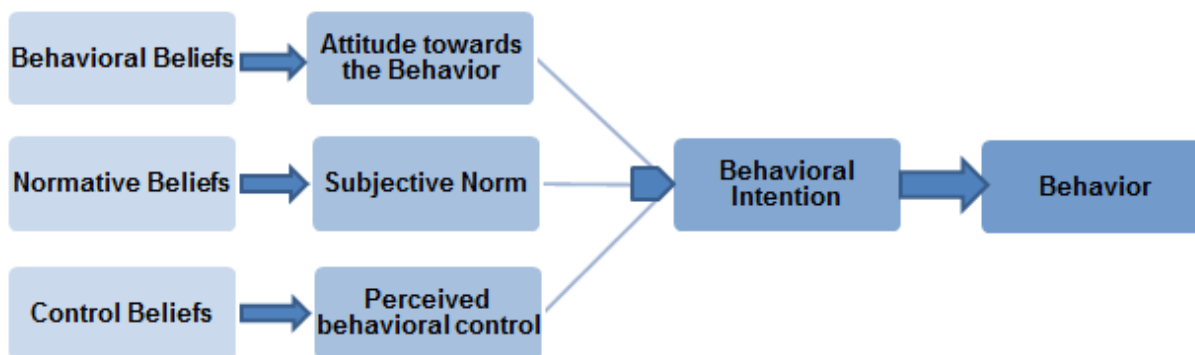 Behavioral Beliefs
Attitude towards
the Behavior
Normative Beliefs
Subjective Norm
Behavioral
Intention
Behavior
Control Beliefs
Perceived
behavioral control